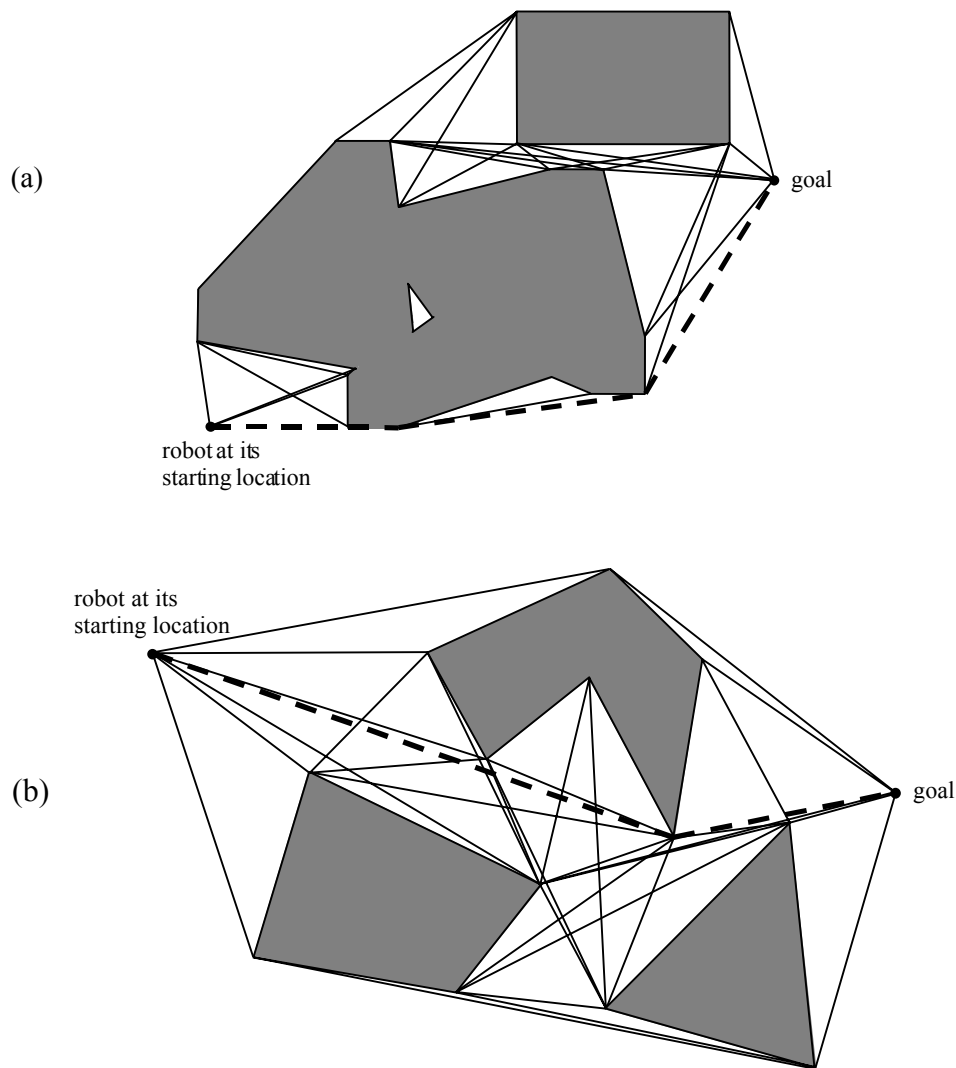 (a)
goal
robot at its
starting location
robot at its
starting location
(b)
goal